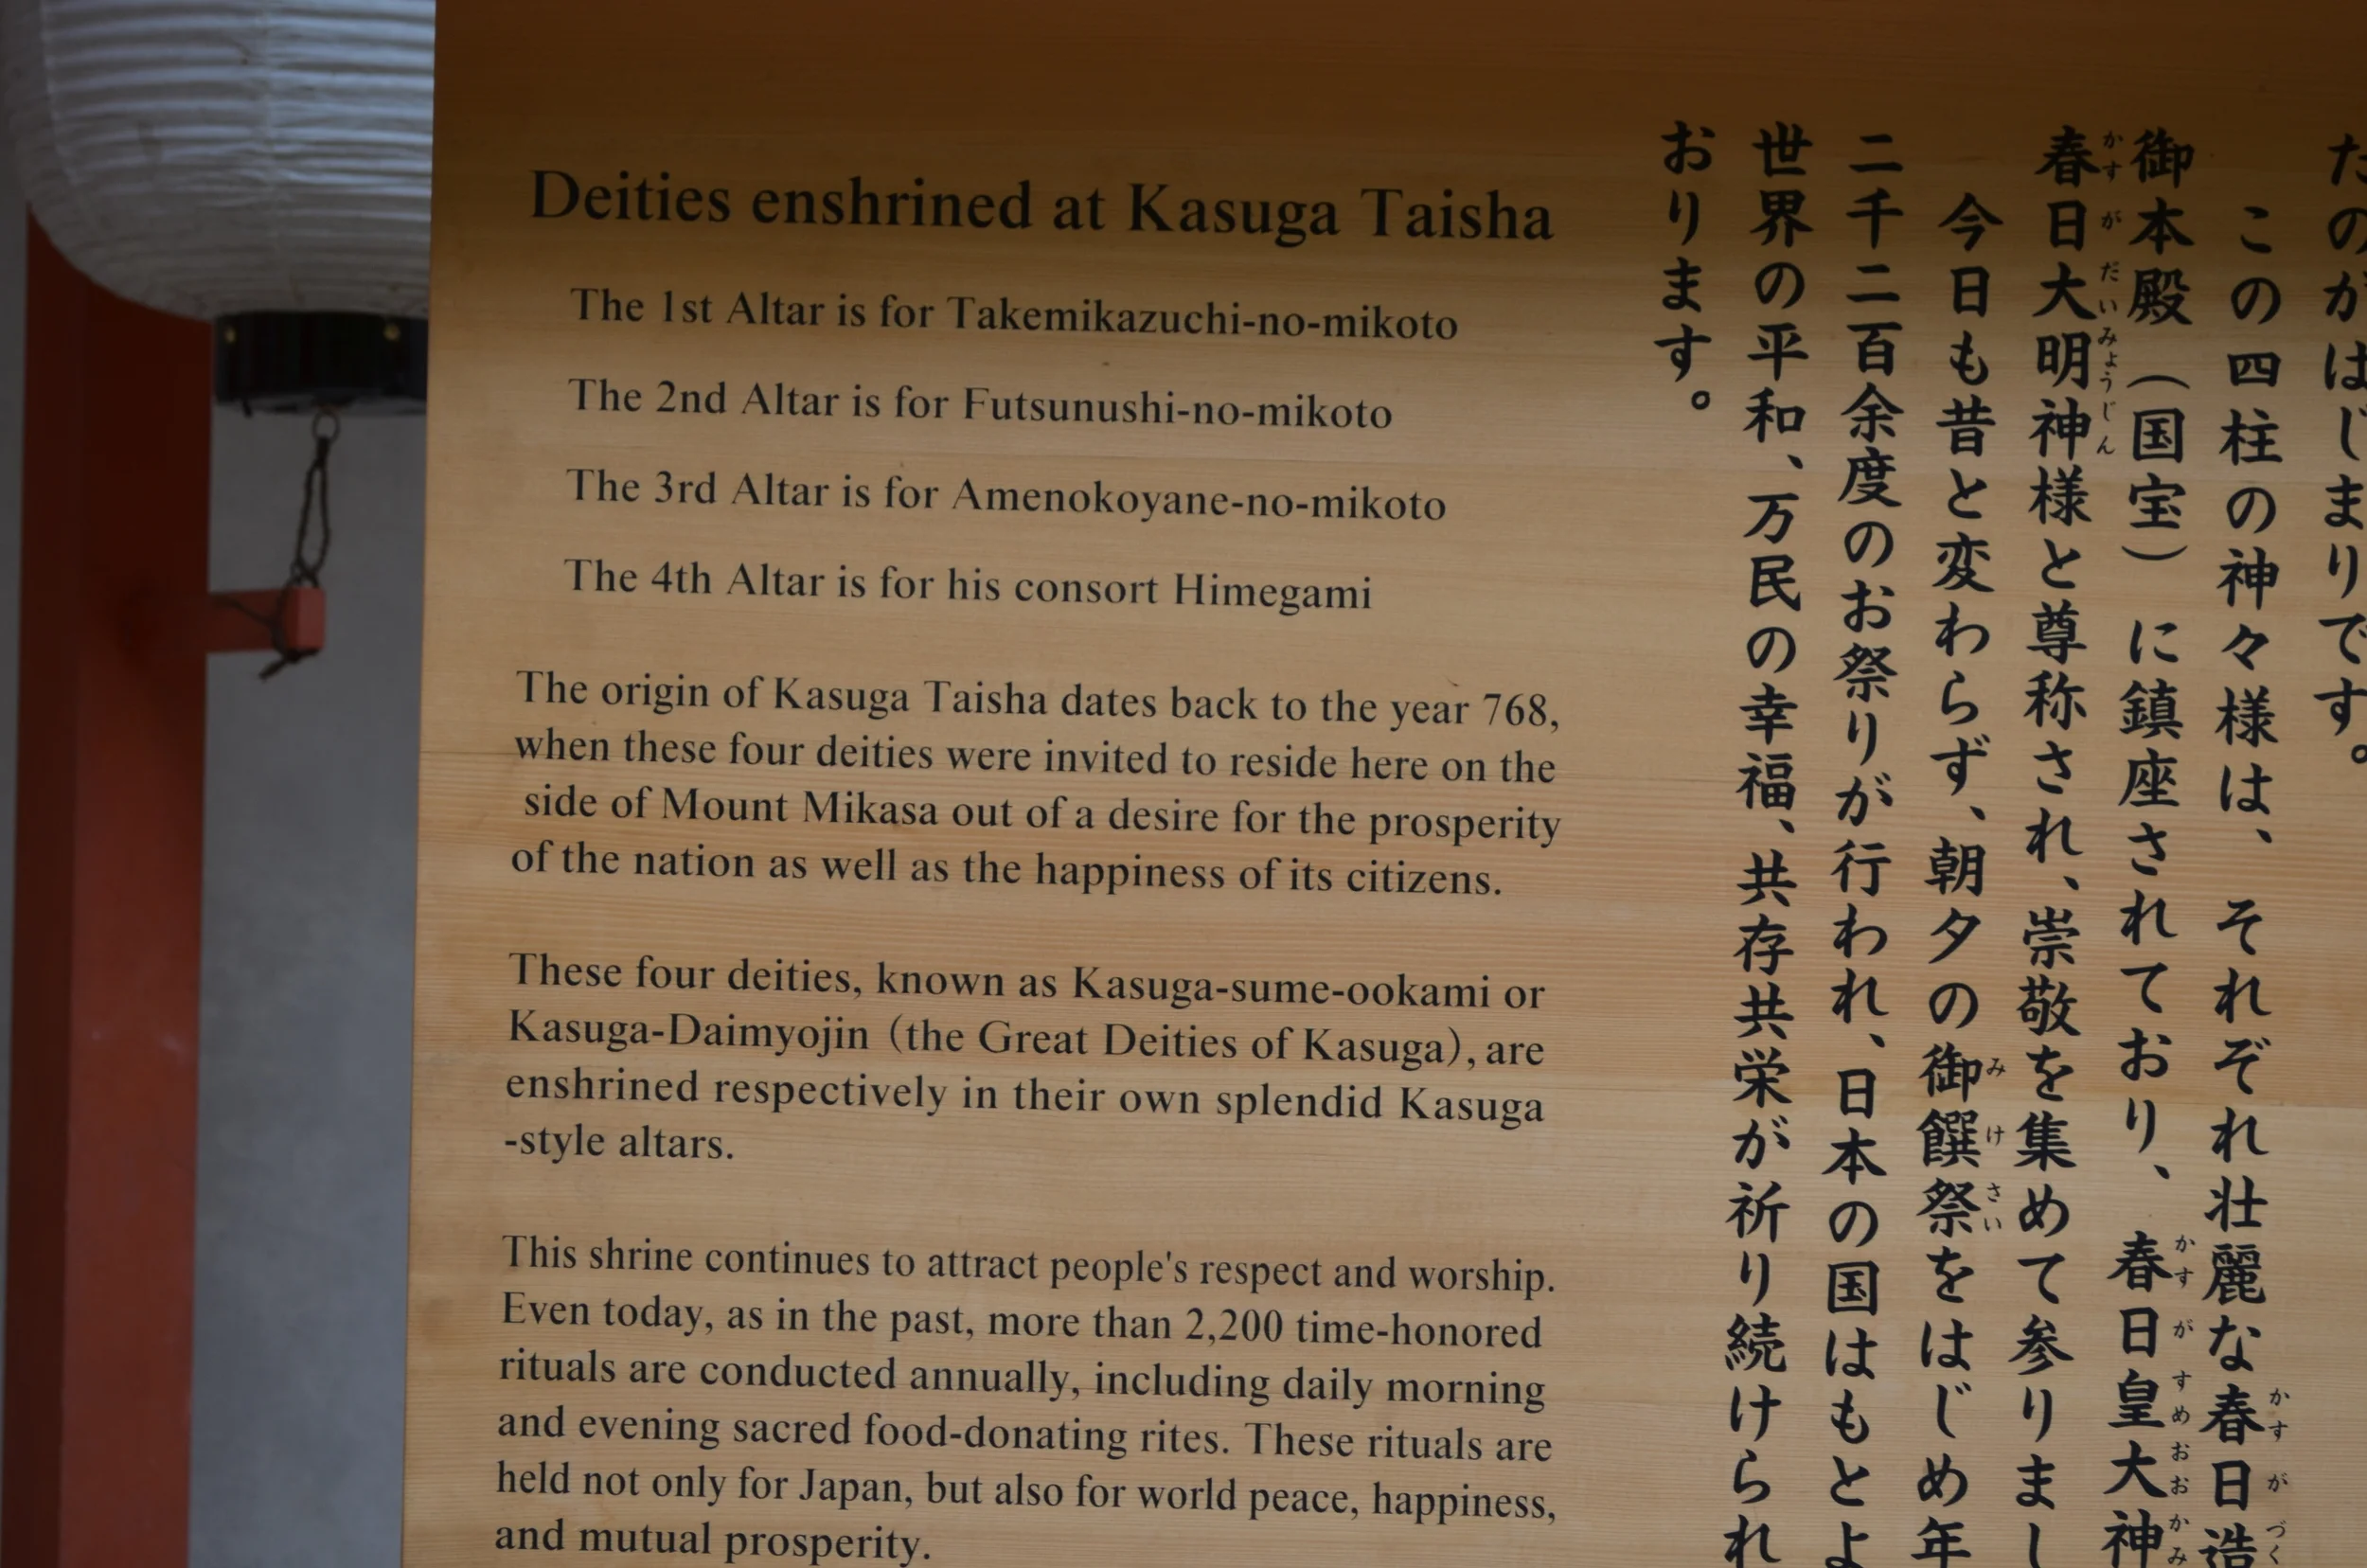 Deities enshrined at Kasuga Taisha
The 1st Altar is for Takemikazuchi-no-mikoto
The 2nd Altar is for Futsunushi-no-mikoto
The 3rd Altar is for Amenokoyane-no-mikoto
The 4th Altar is for his consort Himegami
The origin of Kasuga Taisha dates back to the year 768,
when these four deities were invited to reside here on the
side of Mount Mikasa out of a desire for the prosperity
of the nation as well as the happiness of its citizens.
These four deities, known as Kasuga-sume-ookami or
Kasuga-Daimyojin (the Great Deities of Kasuga), are
enshrined respectively in their own splendid Kasuga
-style altars.
This shrine continues to attract people's respect and worship.
Even today, as in the past, more than 2,200 time-honored
rituals are conducted annually, including daily morning
and evening sacred food-donating rites. These rituals are
held not only for Japan, but also for world peace, happiness,
and mutual prosperity.
たのがはじまりです。
この四柱の神々様は、それぞれ壮麗な春日造
御本殿（国宝）に鎮座されており、春日皇大神
春日大明神様と尊称され、崇敬を集めて参りまし
今日も昔と変わらず、朝夕の御饌祭をはじめ年
二千二百余度のお祭りが行われ、日本の国はもとよ
世界の平和、万民の幸福、共存共栄が祈り続けられ
おります。